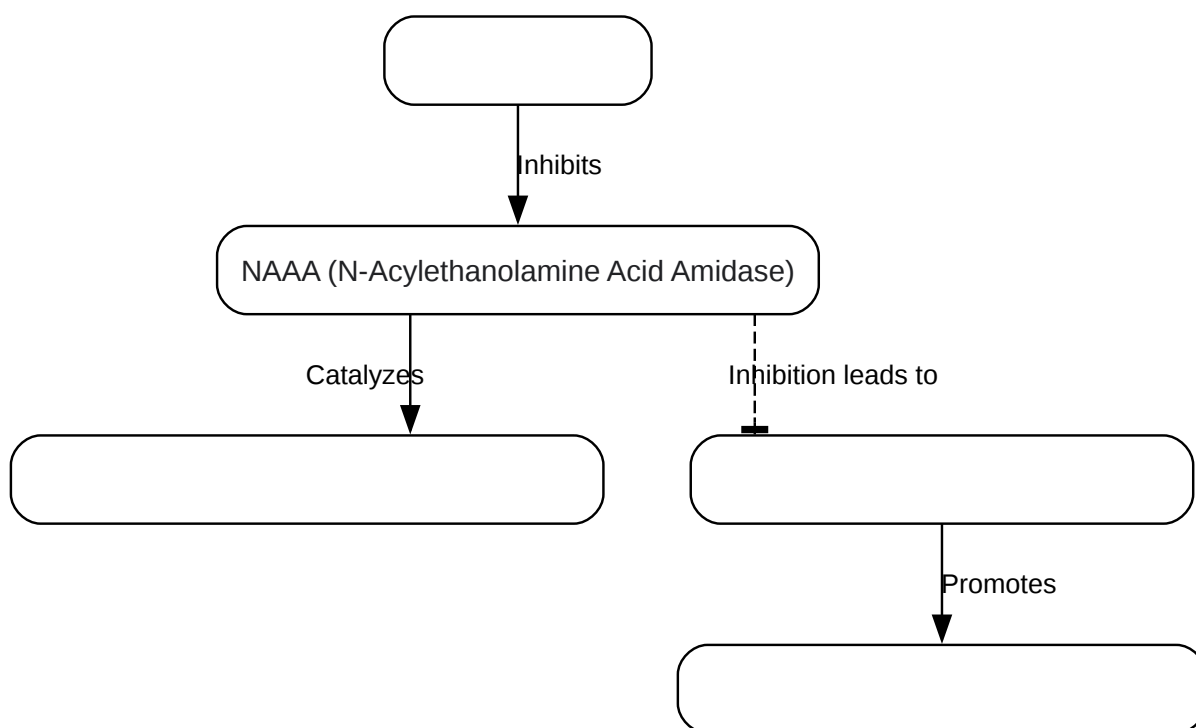 Inhibits
NAAA (N-Acylethanolamine Acid Amidase)
Catalyzes
Inhibition leads to
Promotes